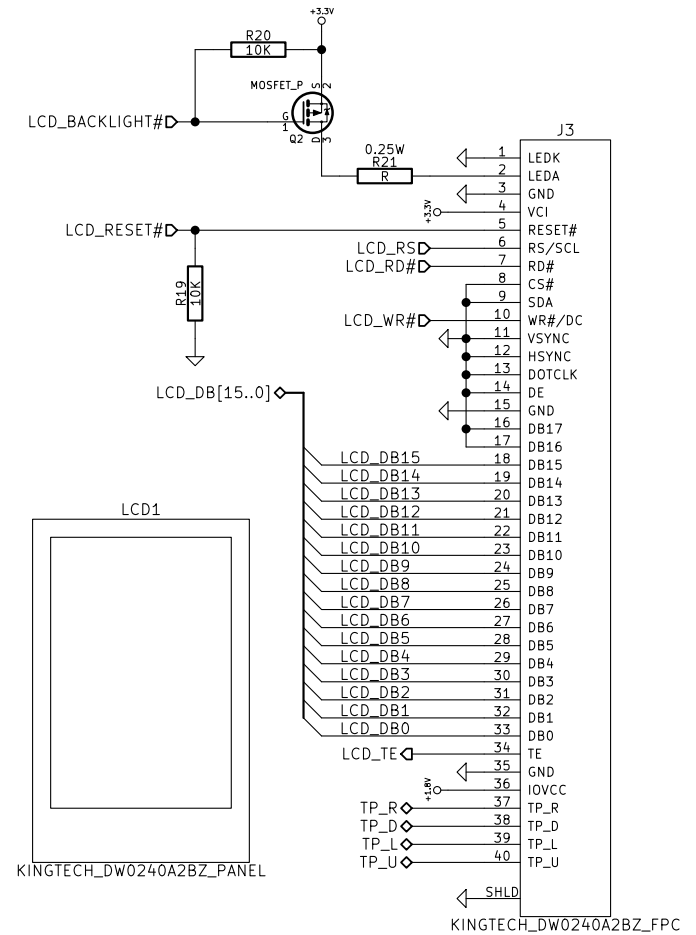 +3.3V
R20
10K
MOSFET_P
S 2
LCD_BACKLIGHT#
G
1
Q2
D 3
0.25W
R21
R
J3
1 LEDK
2 LEDA
3 GND
+3.3V
4 VCI
LCD_RESET#
5 RESET#
LCD_RS
6 RS/SCL
LCD_RD#
7 RD#
8 CS#
9 SDA
R19
10K
LCD_WR#
10 WR#/DC
11 VSYNC
12 HSYNC
13 DOTCLK
LCD_DB[15..0]
14 DE
15 GND
16 DB17
17 DB16
LCD_DB15 18 DB15
LCD_DB14 19 DB14
LCD_DB13 20 DB13
LCD_DB12 21 DB12
LCD_DB11 22 DB11
LCD_DB10 23 DB10
LCD_DB9 24 DB9
LCD_DB8 25 DB8
LCD_DB7 26 DB7
LCD_DB6 27 DB6
LCD_DB5 28 DB5
LCD_DB4 29 DB4
LCD_DB3 30 DB3
LCD_DB2 31 DB2
LCD_DB1 32 DB1
LCD_DB0 33 DB0
LCD_TE 34 TE
35 GND
+1.8V
36 IOVCC
TP_R 37 TP_R
TP_D 38 TP_D
TP_L 39 TP_L
TP_U 40 TP_U
SHLD
KINGTECH_DW0240A2BZ_FPC
LCD1
KINGTECH_DW0240A2BZ_PANEL